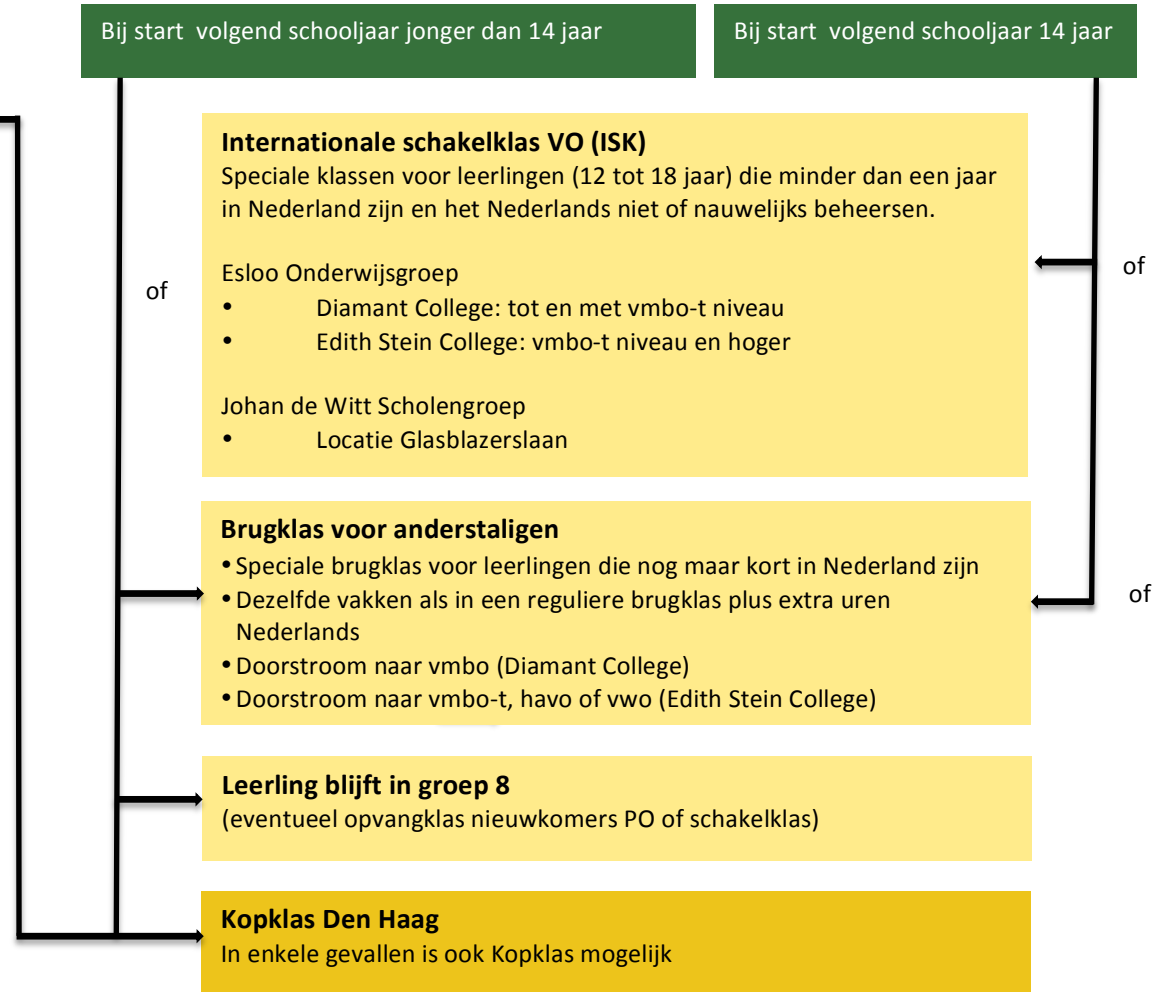 Bij start volgend schooljaar jonger dan 14 jaar
Bij start volgend schooljaar 14 jaar
Internationale schakelklas VO (ISK)
Speciale klassen voor leerlingen (12 tot 18 jaar) die minder dan een jaar
in Nederland zijn en het Nederlands niet of nauwelijks beheersen.
Esloo Onderwijsgroep
• Diamant College: tot en met vmbo-t niveau
• Edith Stein College: vmbo-t niveau en hoger
Johan de Witt Scholengroep
• Locatie Glasblazerslaan
of
of
Brugklas voor anderstaligen
• Speciale brugklas voor leerlingen die nog maar kort in Nederland zijn
• Dezelfde vakken als in een reguliere brugklas plus extra uren
Nederlands
• Doorstroom naar vmbo (Diamant College)
• Doorstroom naar vmbo-t, havo of vwo (Edith Stein College)
of
Leerling blijft in groep 8
(eventueel opvangklas nieuwkomers PO of schakelklas)
Kopklas Den Haag
In enkele gevallen is ook Kopklas mogelijk